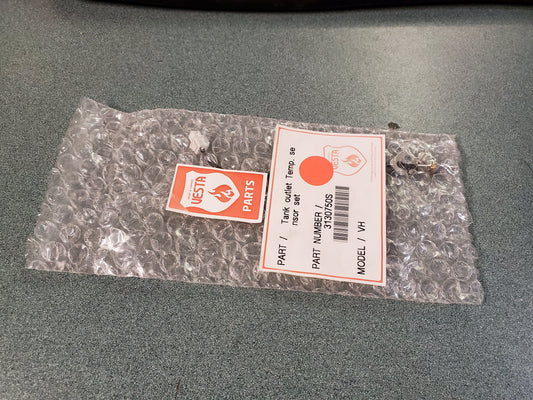 VESTA
PARTS
VESTA
PART / Tank outlet Temp. se
nsor set
PART NUMBER /
3130750S
MODEL / VH